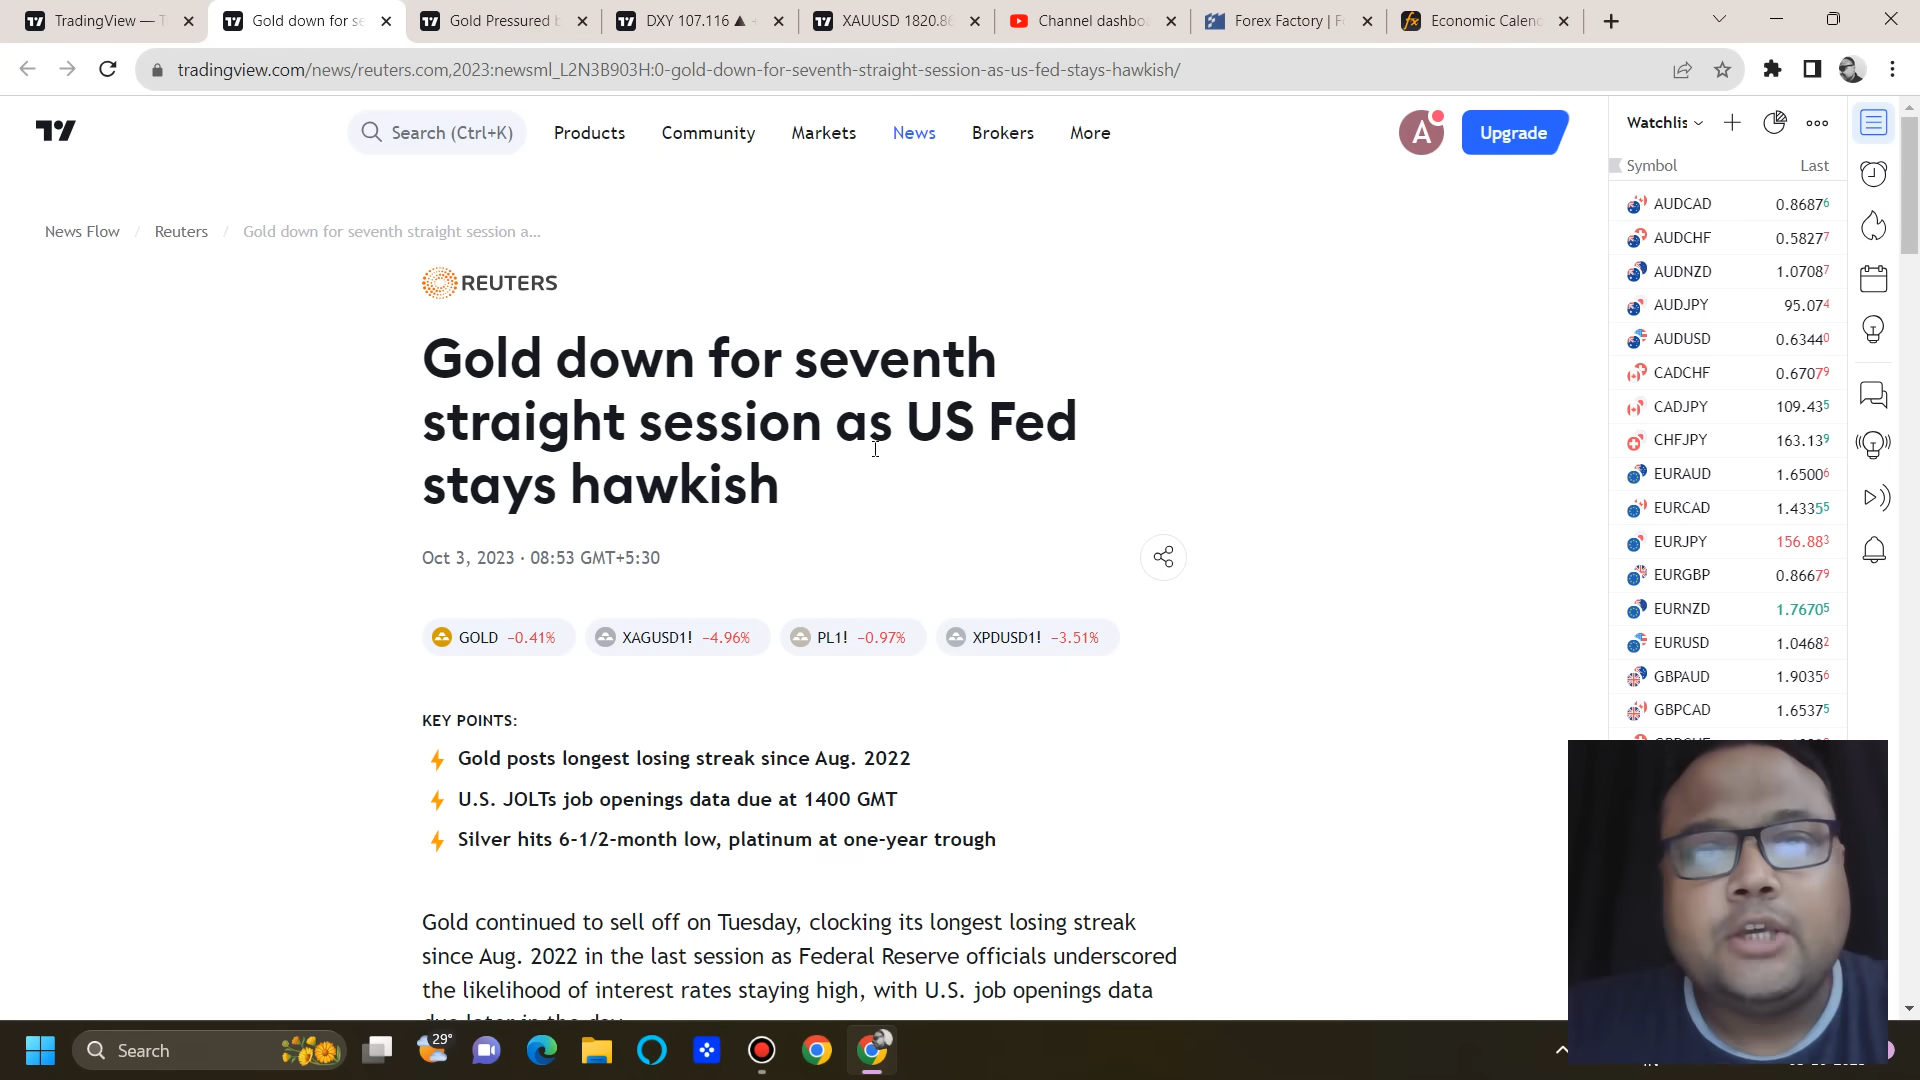 TradingView — T
Gold down for se
Gold Pressured b
DXY 107.116 ▲ +
XAUUSD 1820.86
Channel dashbo
Forex Factory | Fo
Economic Calend
tradingview.com/news/reuters.com,2023:newsml_L2N3B903H:0-gold-down-for-seventh-straight-session-as-us-fed-stays-hawkish/
Search (Ctrl+K)
Products
Community
Markets
News
Brokers
More
A
Upgrade
News Flow / Reuters / Gold down for seventh straight session a...
REUTERS
Gold down for seventh
straight session as US Fed
stays hawkish
Oct 3, 2023 · 08:53 GMT+5:30
GOLD −0.41%
XAGUSD1! −4.96%
PL1! −0.97%
XPDUSD1! −3.51%
KEY POINTS:
Gold posts longest losing streak since Aug. 2022
U.S. JOLTs job openings data due at 1400 GMT
Silver hits 6-1/2-month low, platinum at one-year trough
Gold continued to sell off on Tuesday, clocking its longest losing streak
since Aug. 2022 in the last session as Federal Reserve officials underscored
the likelihood of interest rates staying high, with U.S. job openings data
Watchlis
Symbol Last
AUDCAD 0.86876
AUDCHF 0.58277
AUDNZD 1.07087
AUDJPY 95.074
AUDUSD 0.63440
CADCHF 0.67079
CADJPY 109.435
CHFJPY 163.139
EURAUD 1.65006
EURCAD 1.43355
EURJPY 156.883
EURGBP 0.86679
EURNZD 1.76705
EURUSD 1.04682
GBPAUD 1.90356
GBPCAD 1.65375
Search
29°